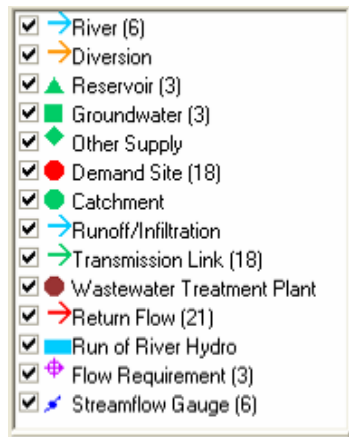 River (6)
Diversion
Reservoir (3)
Groundwater (3)
Other Supply
Demand Site (18)
Catchment
Runoff/Infiltration
Transmission Link (18)
Wastewater Treatment Plant
Return Flow (21)
Run of River Hydro
Flow Requirement (3)
Streamflow Gauge (6)